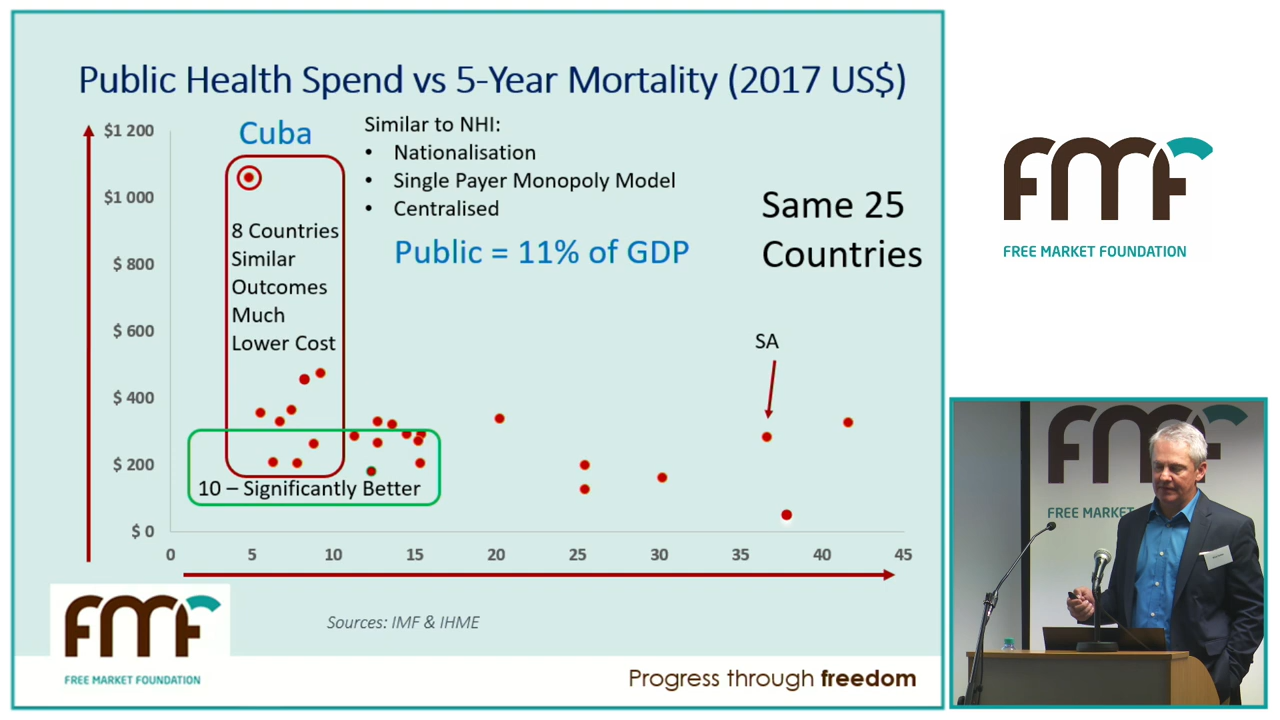 Public Health Spend vs 5-Year Mortality (2017 US$)
$1 200
$1 000
$ 800
$ 600
$ 400
$ 200
$ 0
0
5
10
15
20
25
30
35
40
45
Cuba
8 Countries
Similar
Outcomes
Much
Lower Cost
Similar to NHI:
• Nationalisation
• Single Payer Monopoly Model
• Centralised
Public = 11% of GDP
Same 25
Countries
SA
10 – Significantly Better
Sources: IMF & IHME
FMF
FREE MARKET FOUNDATION
Progress through freedom
FMF
FREE MARKET FOUNDATION
FMF
FREE MARKET